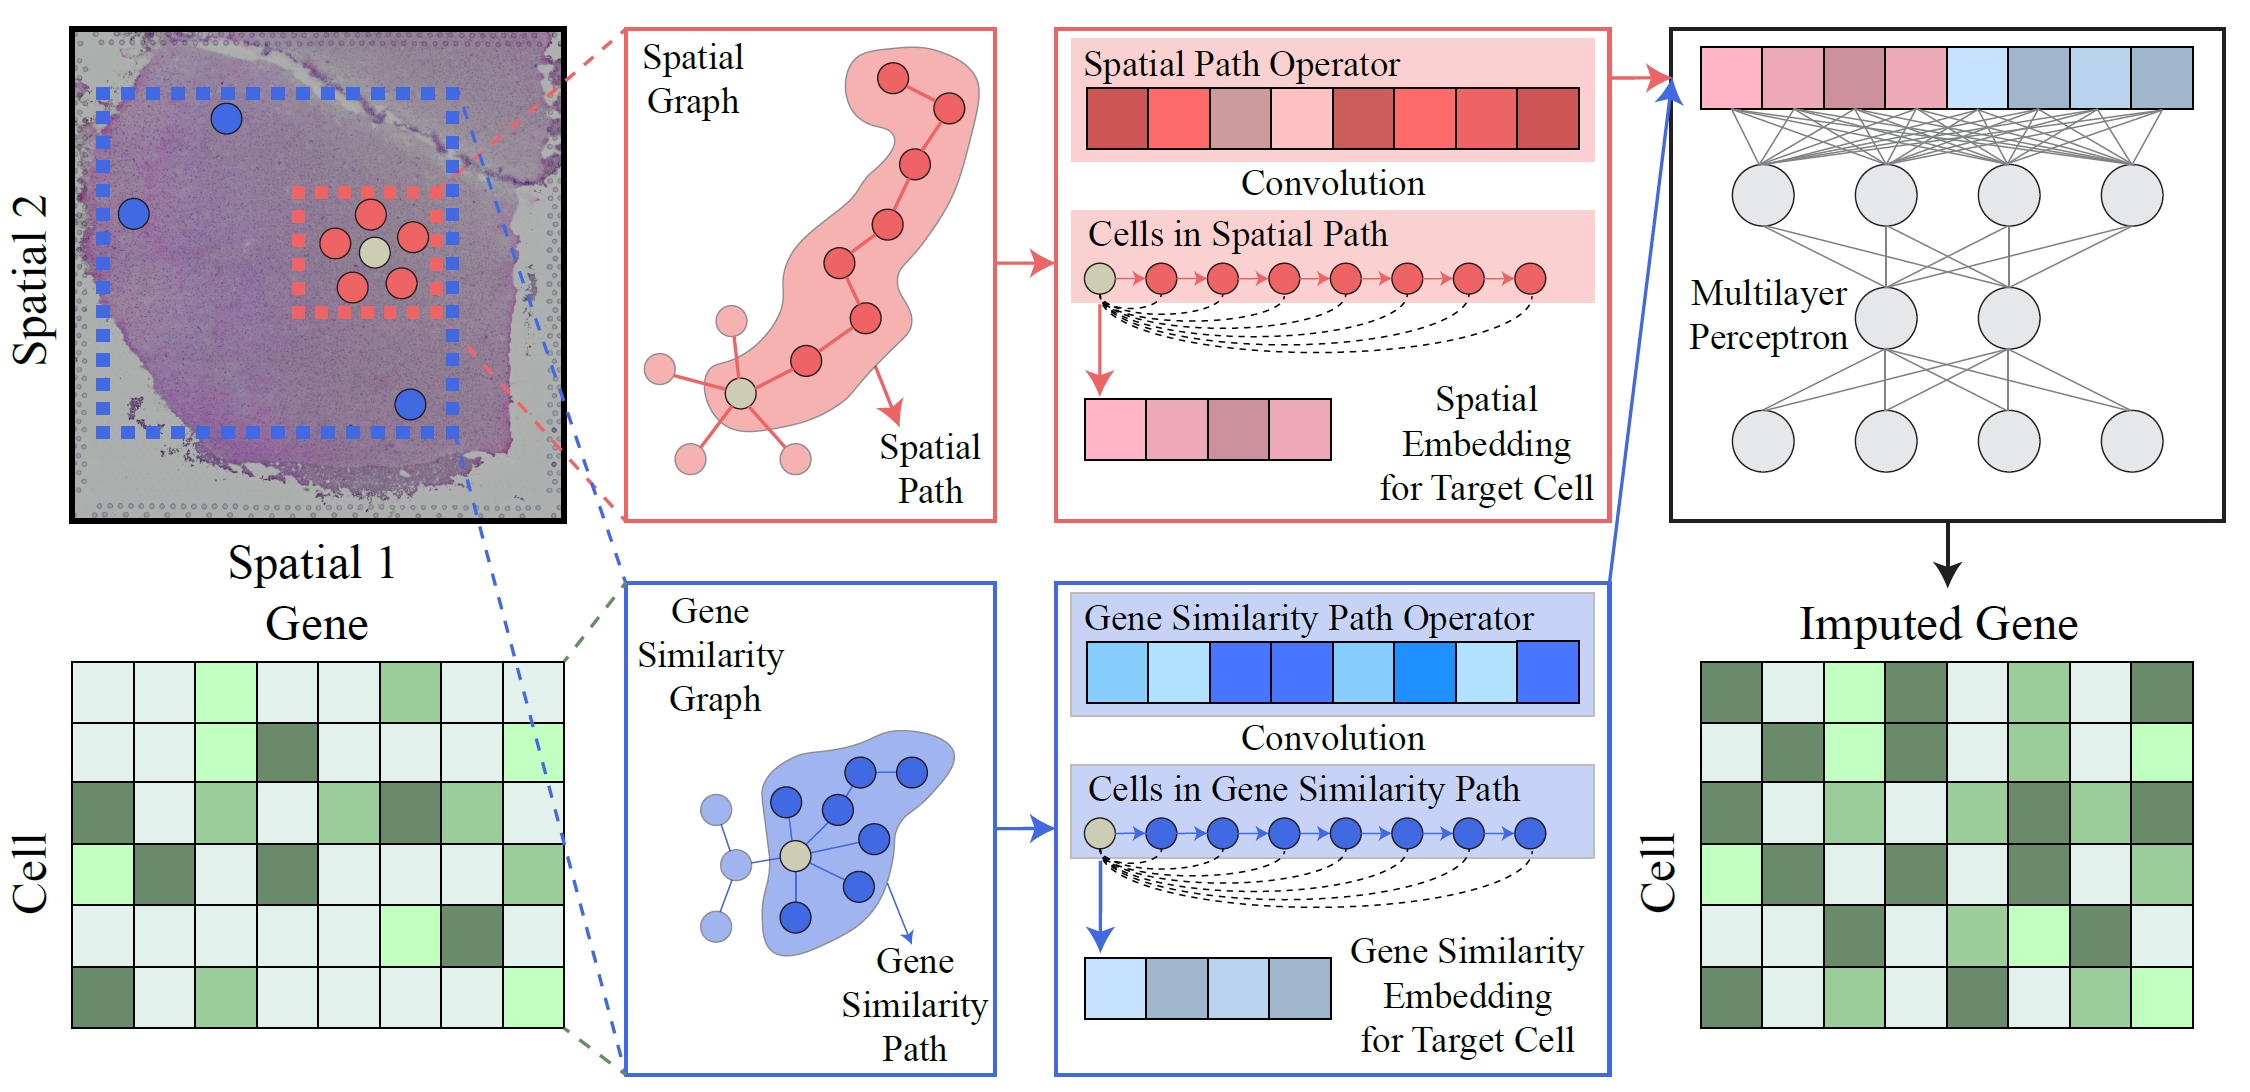 Spatial 2
Spatial 1
Gene
Cell
Spatial
Graph
Spatial
Path
Spatial Path Operator
Convolution
Cells in Spatial Path
Spatial
Embedding
for Target Cell
Gene
Similarity
Graph
Gene
Similarity
Path
Gene Similarity Path Operator
Convolution
Cells in Gene Similarity Path
Gene Similarity
Embedding
for Target Cell
Multilayer
Perceptron
Imputed Gene
Cell